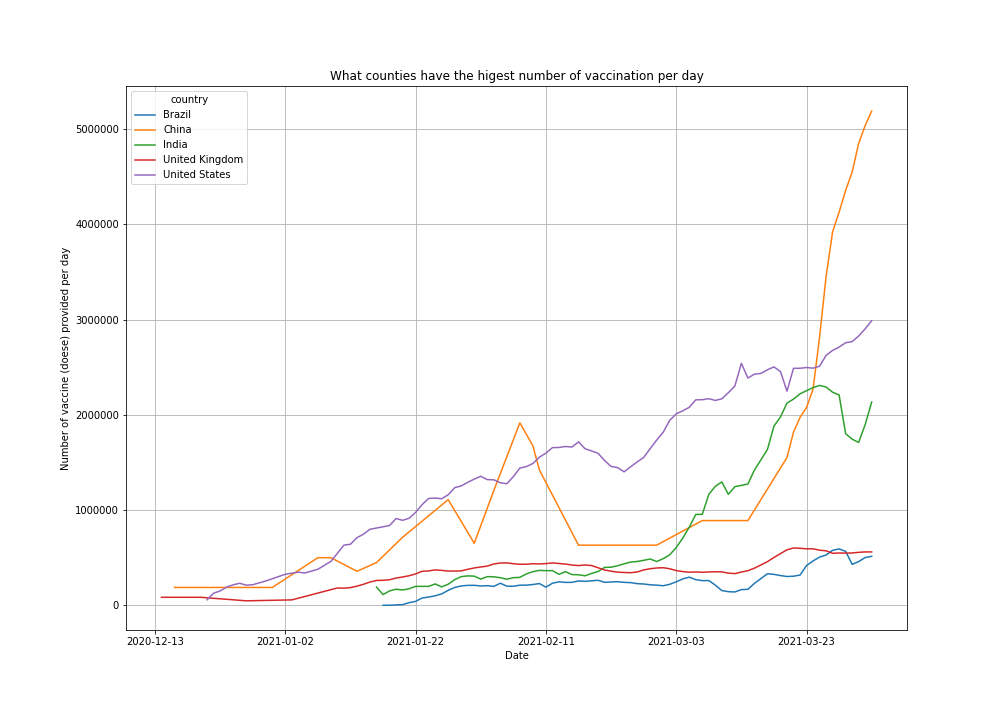 What counties have the higest number of vaccination per day
country
Brazil
China
India
United Kingdom
United States
Number of vaccine (doese) provided per day
5000000
4000000
3000000
2000000
1000000
0
2020-12-13
2021-01-02
2021-01-22
2021-02-11
2021-03-03
2021-03-23
Date